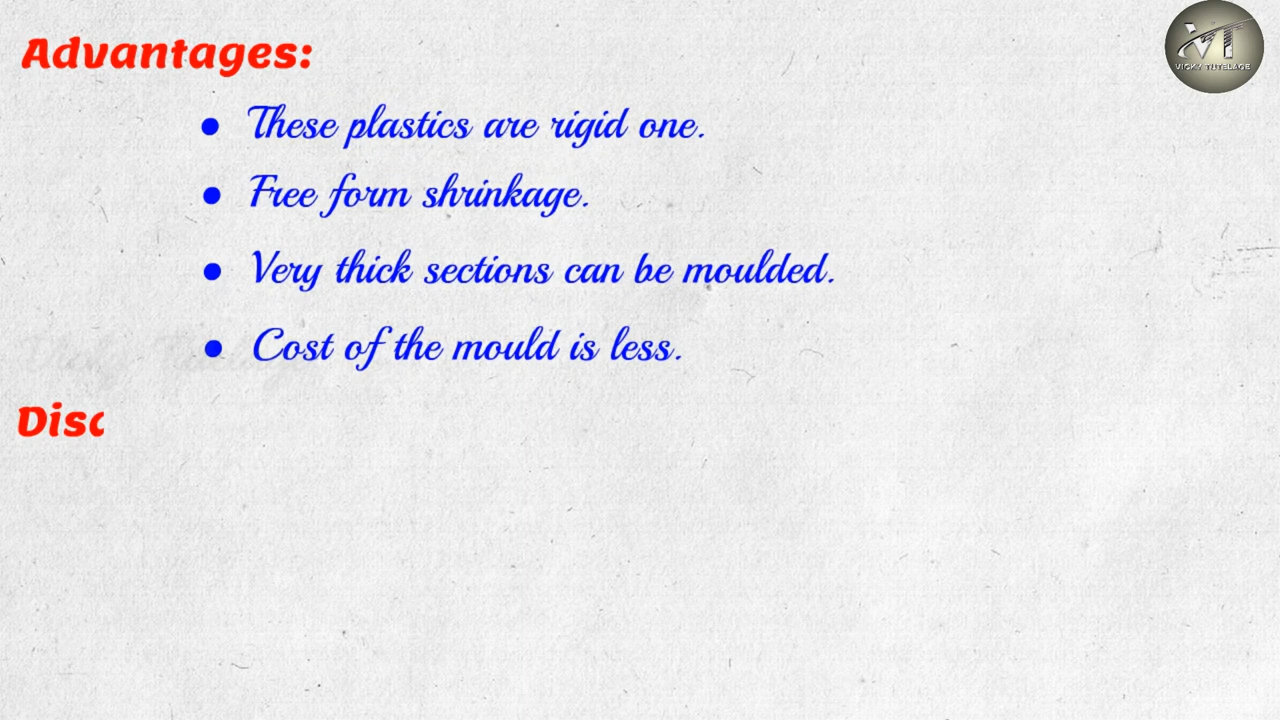 Advantages:
VT
VICKY TUTELAGE
• These plastics are rigid one.
• Free form shrinkage.
• Very thick sections can be moulded.
• Cost of the mould is less.
Disc